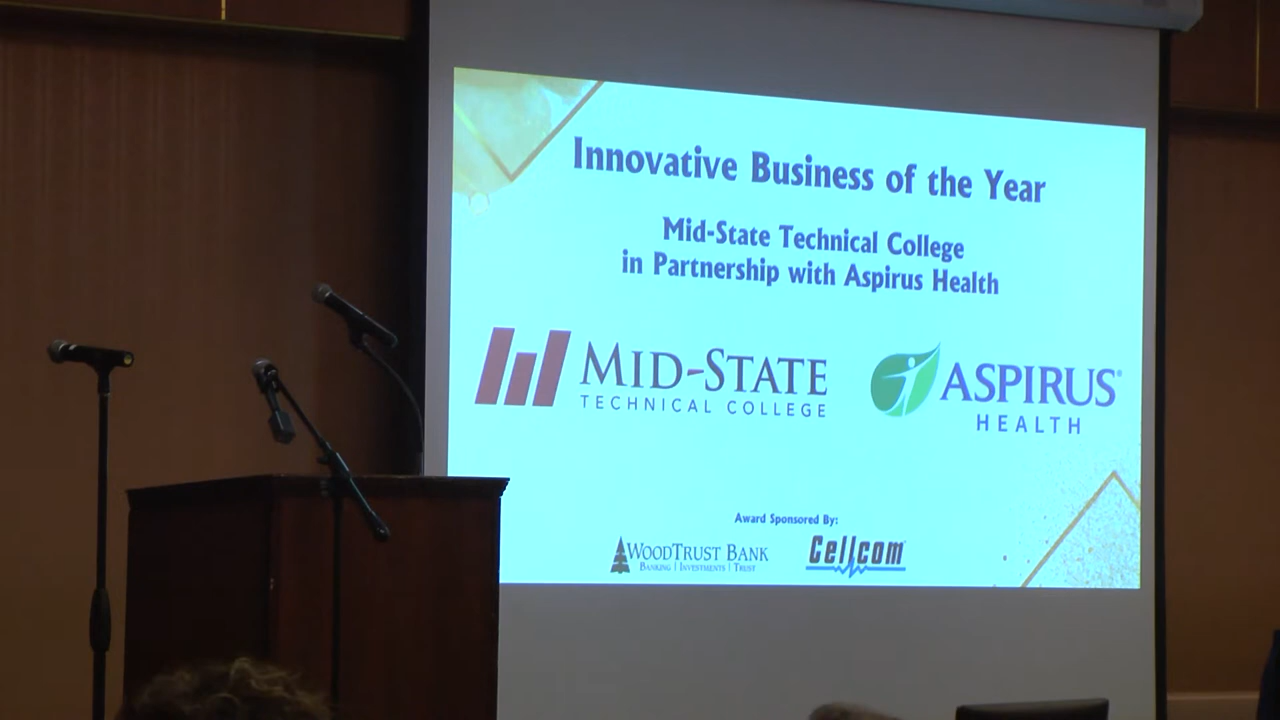 Innovative Business of the Year
Mid-State Technical College
in Partnership with Aspirus Health
MID-STATE
TECHNICAL COLLEGE
ASPIRUS®
HEALTH
Award Sponsored By:
WOODTRUST BANK
BANKING | INVESTMENTS | TRUST
Cellcom